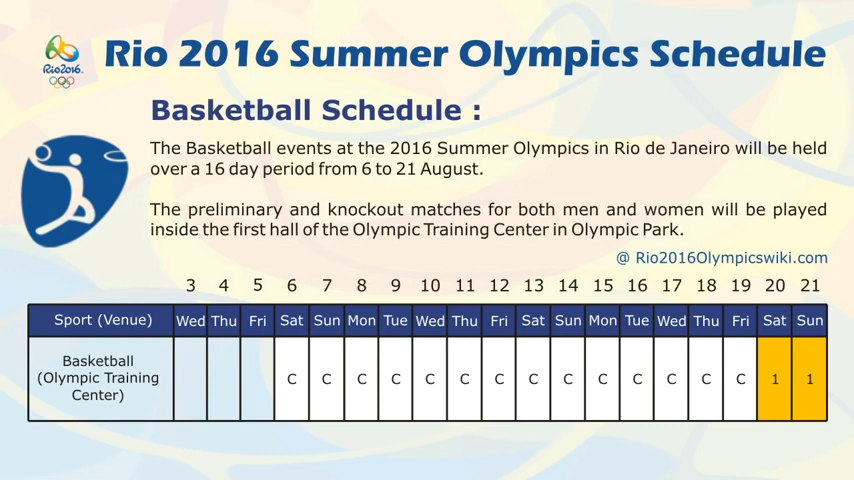 Rio2016
Rio 2016 Summer Olympics Schedule
Basketball Schedule :
The Basketball events at the 2016 Summer Olympics in Rio de Janeiro will be held
over a 16 day period from 6 to 21 August.
The preliminary and knockout matches for both men and women will be played
inside the first hall of the Olympic Training Center in Olympic Park.
@ Rio2016Olympicswiki.com
3 4 5 6 7 8 9 10 11 12 13 14 15 16 17 18 19 20 21
Sport (Venue) Wed Thu Fri Sat Sun Mon Tue Wed Thu Fri Sat Sun Mon Tue Wed Thu Fri Sat Sun
Basketball
(Olympic Training C C C C C C C C C C C C C C 1 1
Center)